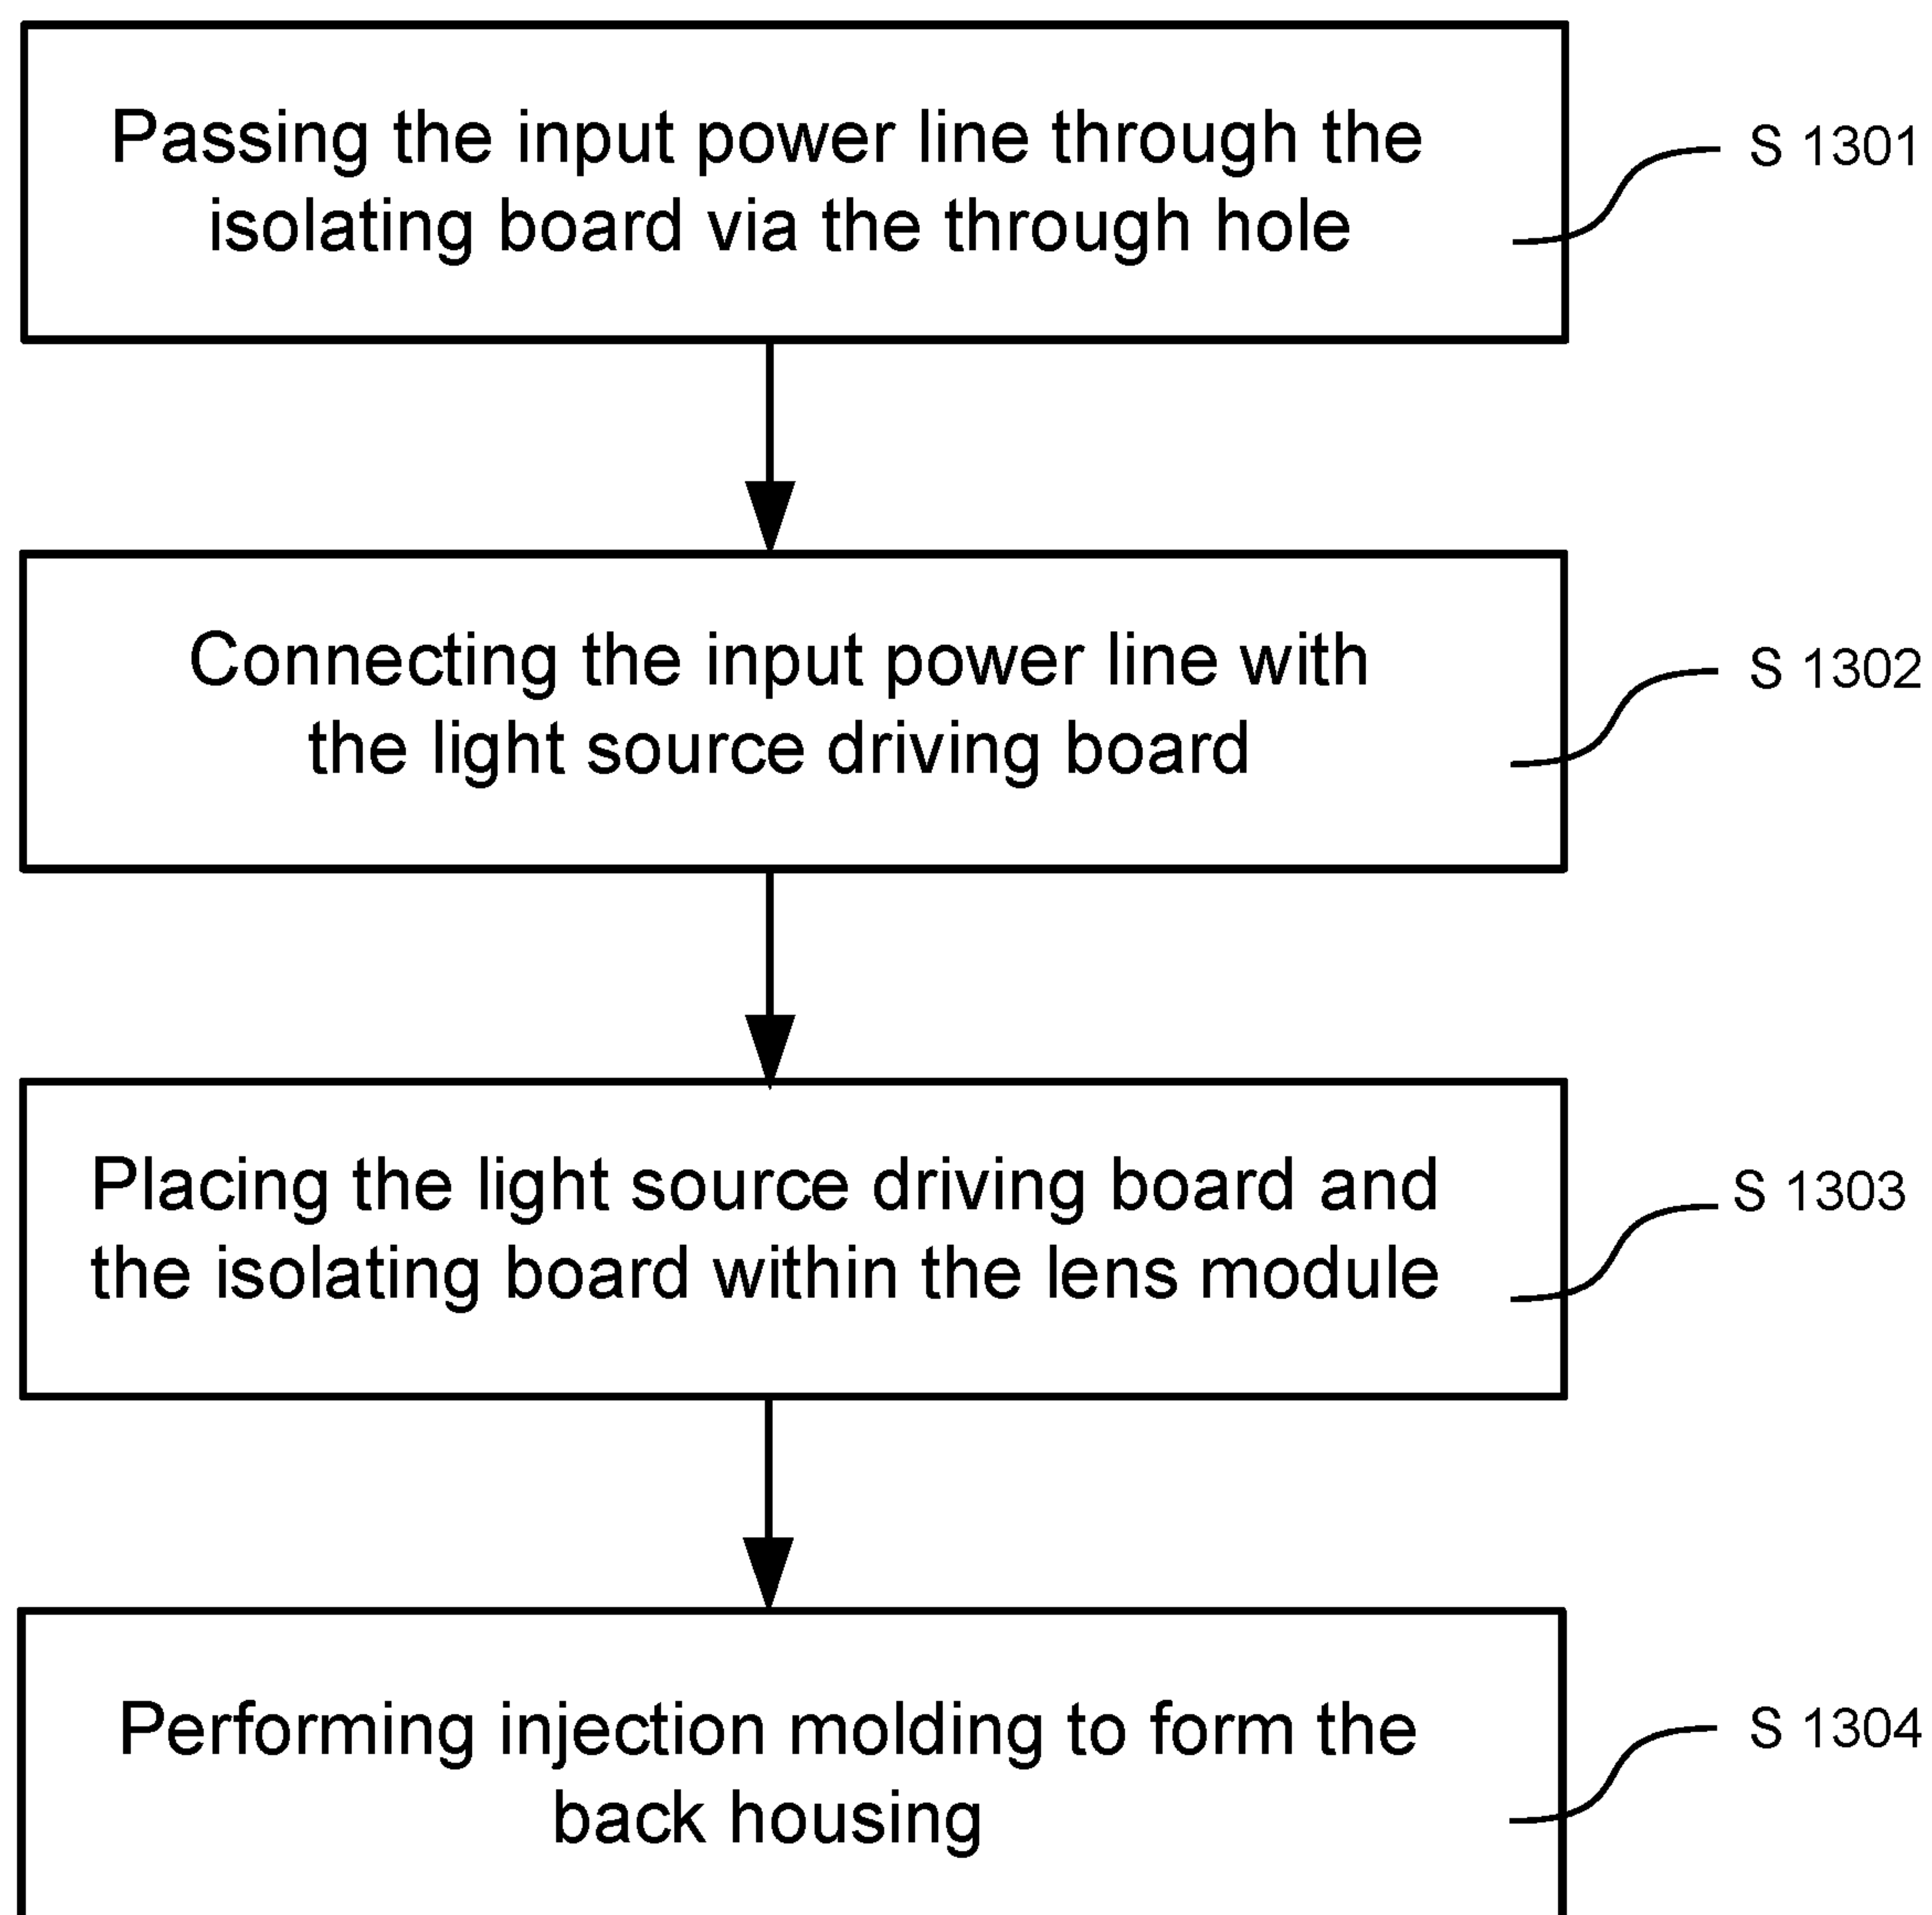 Passing the input power line through the
isolating board via the through hole
S 1301
Connecting the input power line with
the light source driving board
S 1302
Placing the light source driving board and
the isolating board within the lens module
S 1303
Performing injection molding to form the
back housing
S 1304